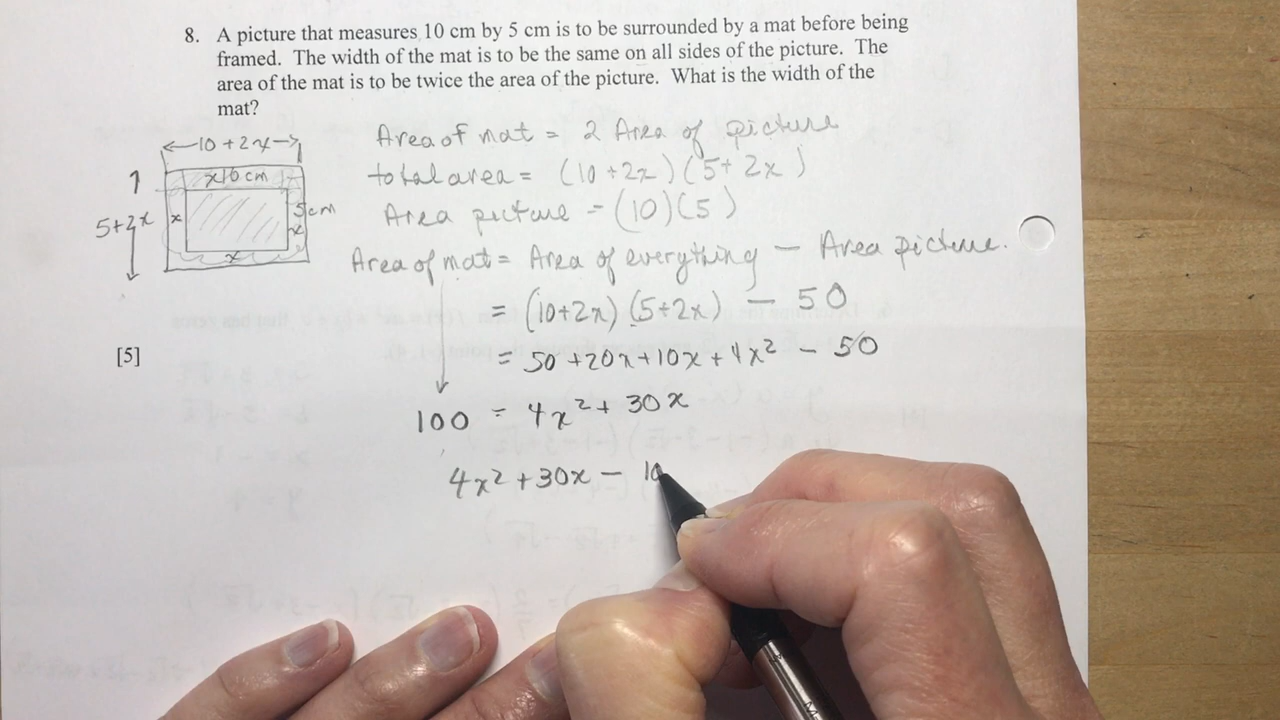 8. A picture that measures 10 cm by 5 cm is to be surrounded by a mat before being
framed. The width of the mat is to be the same on all sides of the picture. The
area of the mat is to be twice the area of the picture. What is the width of the
mat?
10 + 2x
x 10 cm
5 cm
x
x
x
5+2x
Area of mat = 2 Area of picture
total area = (10 + 2x)(5 + 2x)
Area picture = (10)(5)
Area of mat = Area of everything - Area picture.
= (10+2x)(5+2x) - 50
[5]
= 50 + 20x + 10x + 4x² - 50
100 = 4x² + 30x
4x² + 30x - 10